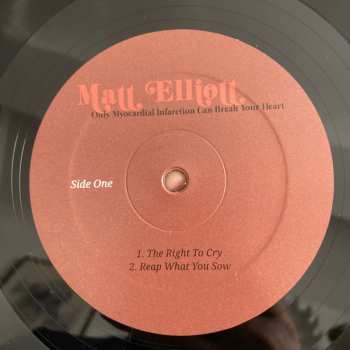 Matt Elliott
Only Myocardial Infarction Can Break Your Heart
Side One
1. The Right To Cry
2. Reap What You Sow